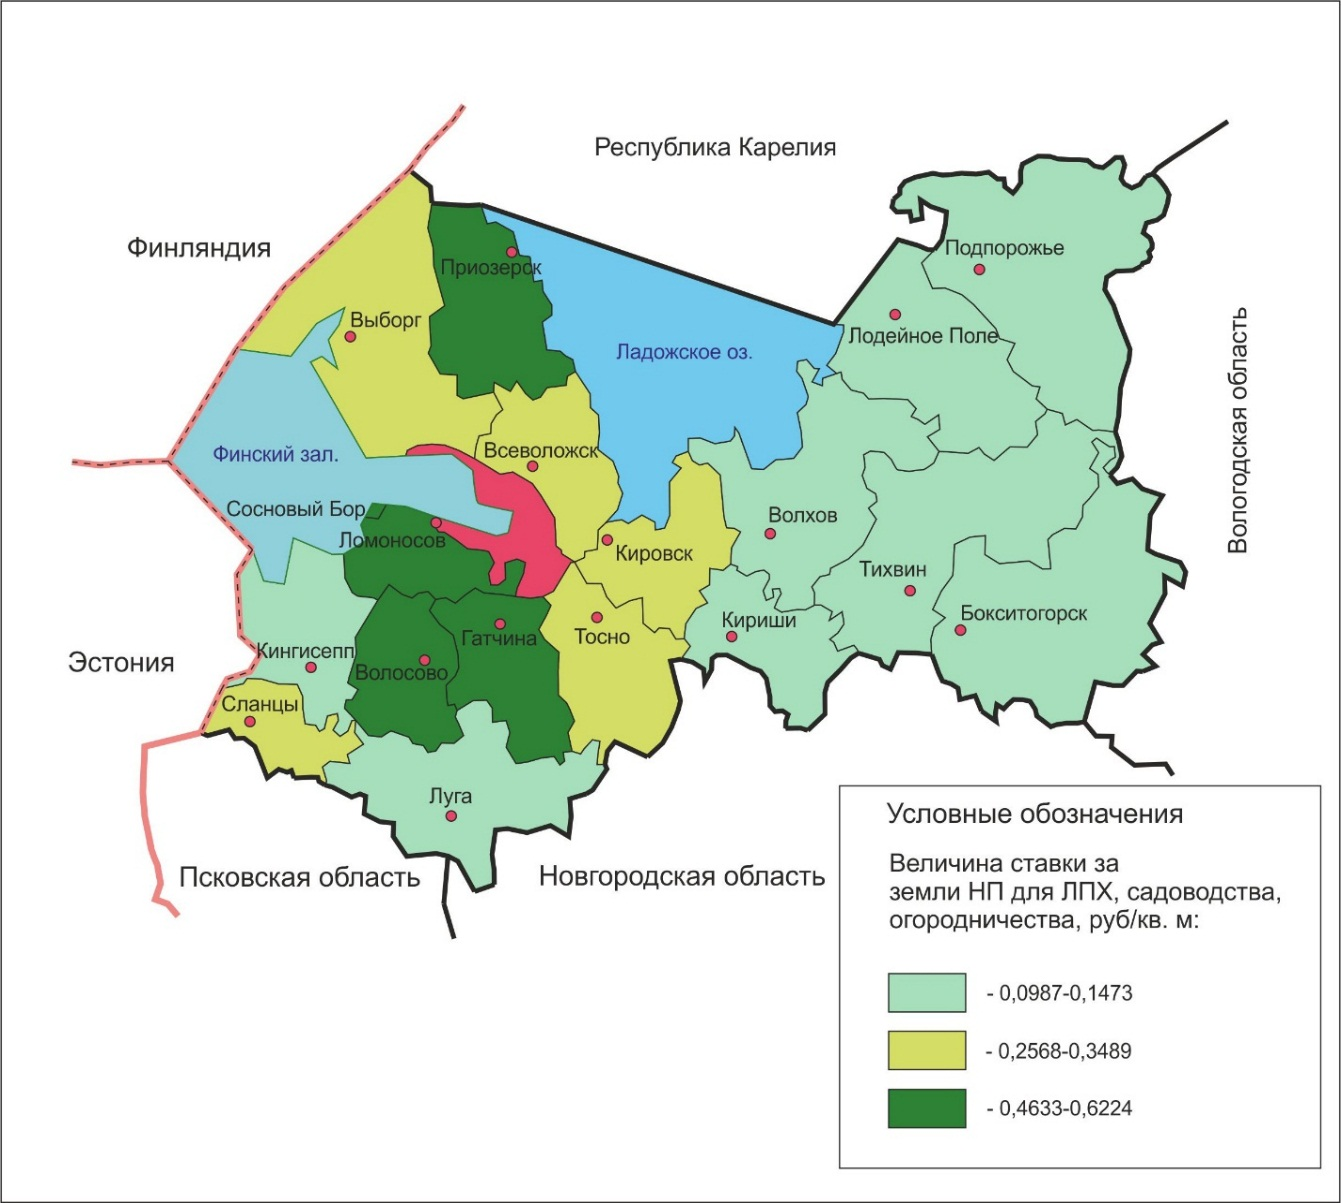 Республика Карелия
Финляндия
Подпорожье
Приозерск
Выборг
Лодейное Поле
Ладожское оз.
Вологодская область
Финский зал.
Всеволожск
Сосновый Бор
Волхов
Ломоносов
Кировск
Тихвин
Кириши
Бокситогорск
Гатчина
Тосно
Кингисепп
Эстония
Волосово
Сланцы
Луга
Псковская область
Новгородская область
Условные обозначения
Величина ставки за
земли НП для ЛПХ, садоводства,
огородничества, руб/кв. м:
- 0,0987-0,1473
- 0,2568-0,3489
- 0,4633-0,6224